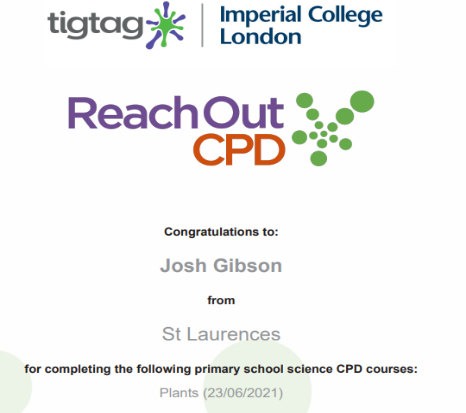 tigtag Imperial College
London
ReachOut
CPD
Congratulations to:
Josh Gibson
from
St Laurences
for completing the following primary school science CPD courses:
Plants (23/06/2021)